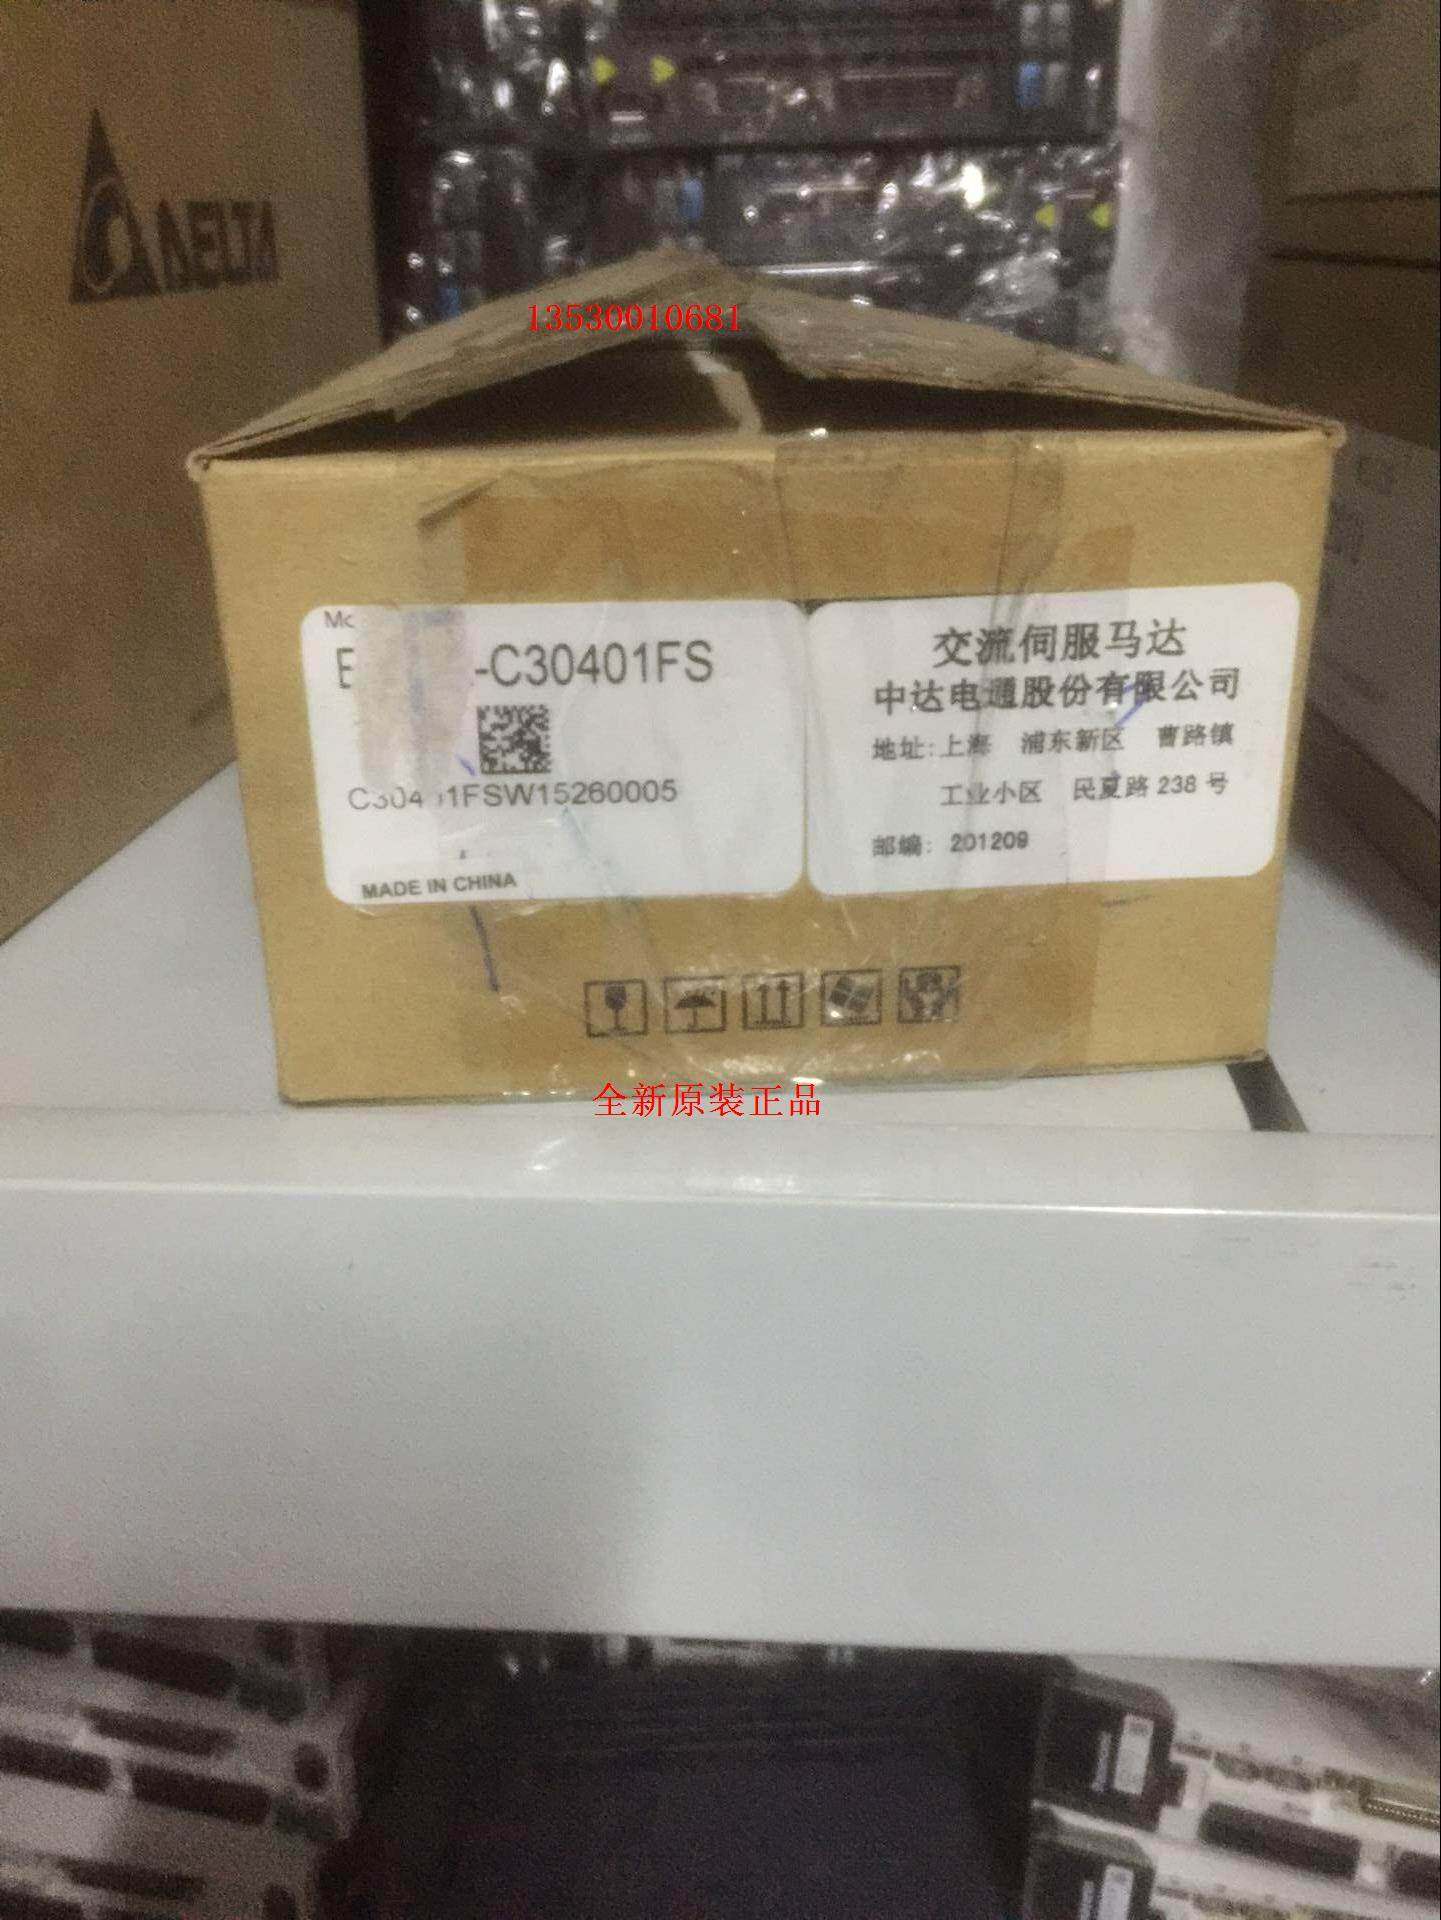 DELTA
13530010681
Mo
E -C30401FS
C30401FSW15260005
MADE IN CHINA
交流伺服马达
中达电通股份有限公司
地址:上海 浦东新区 曹路镇
工业小区 民夏路 238 号
邮编: 201209
全新原装正品